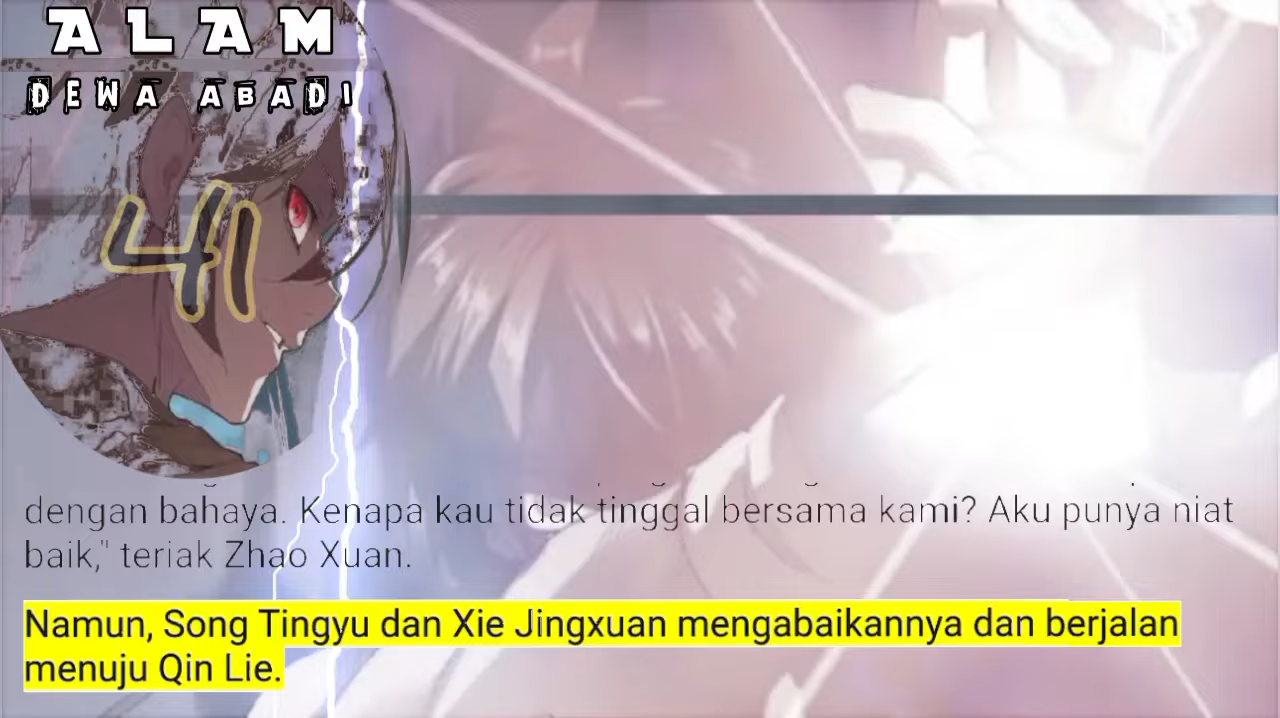 ALAM
DEWA ABADI
41
dengan bahaya. Kenapa kau tidak tinggal bersama kami? Aku punya niat
baik," teriak Zhao Xuan.
Namun, Song Tingyu dan Xie Jingxuan mengabaikannya dan berjalan
menuju Qin Lie.